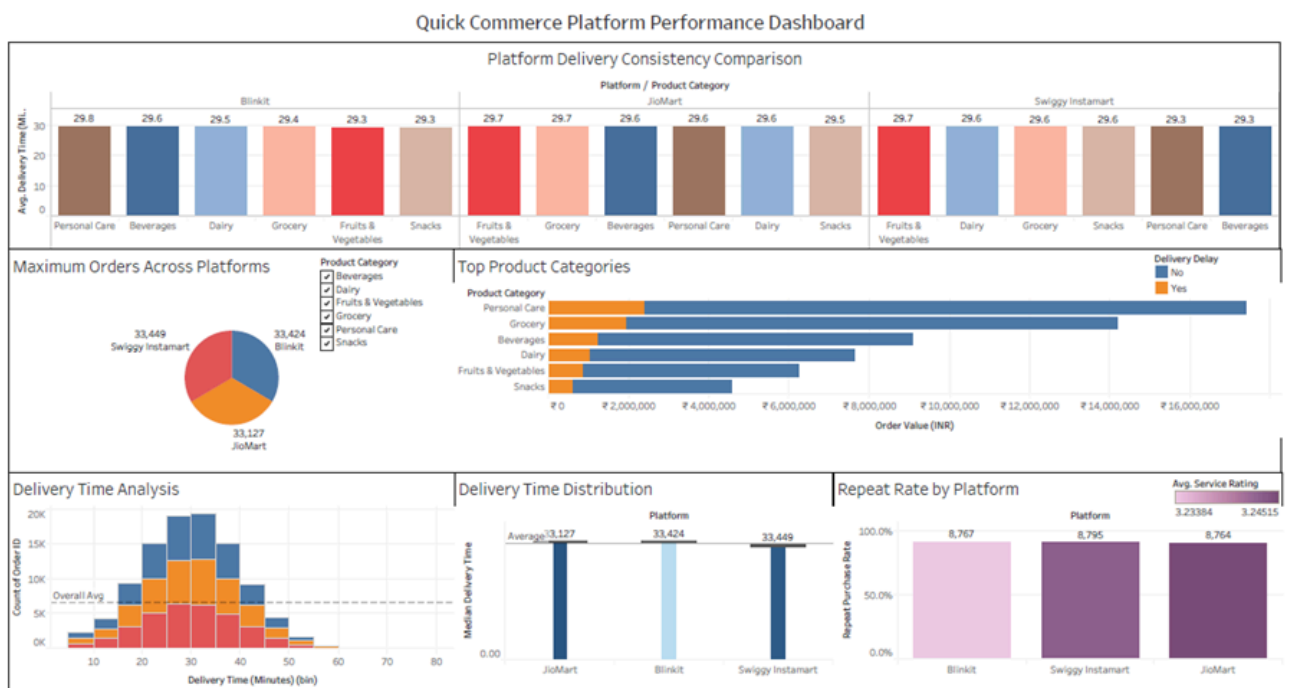 Quick Commerce Platform Performance Dashboard
Platform Delivery Consistency Comparison
Platform / Product Category
Blinkit JioMart Swiggy Instamart
Avg. Delivery Time (Mi..
30
20
10
0
29.8 29.6 29.5 29.4 29.3 29.3 29.7 29.7 29.6 29.6 29.6 29.5 29.7 29.6 29.6 29.6 29.3 29.3
Personal Care Beverages Dairy Grocery Fruits & Vegetables Snacks Fruits & Vegetables Grocery Beverages Personal Care Dairy Snacks Fruits & Vegetables Dairy Grocery Snacks Personal Care Beverages
Maximum Orders Across Platforms
Product Category
Beverages
Dairy
Fruits & Vegetables
Grocery
Personal Care
Snacks
33,449
Swiggy Instamart
33,424
Blinkit
33,127
JioMart
Top Product Categories
Delivery Delay
No
Yes
Product Category
Personal Care
Grocery
Beverages
Dairy
Fruits & Vegetables
Snacks
₹0 ₹2,000,000 ₹4,000,000 ₹6,000,000 ₹8,000,000 ₹10,000,000 ₹12,000,000 ₹14,000,000 ₹16,000,000
Order Value (INR)
Delivery Time Analysis
Count of Order ID
20K
15K
10K
5K
0K
Overall Avg
10 20 30 40 50 60 70 80
Delivery Time (Minutes) (bin)
Delivery Time Distribution
Platform
Median Delivery Time
Average
33,127 33,424 33,449
0.00
JioMart Blinkit Swiggy Instamart
Repeat Rate by Platform
Avg. Service Rating
3.23384 3.24515
Platform
Repeat Purchase Rate
100.0%
50.0%
0.0%
8,767 8,795 8,764
Blinkit Swiggy Instamart JioMart